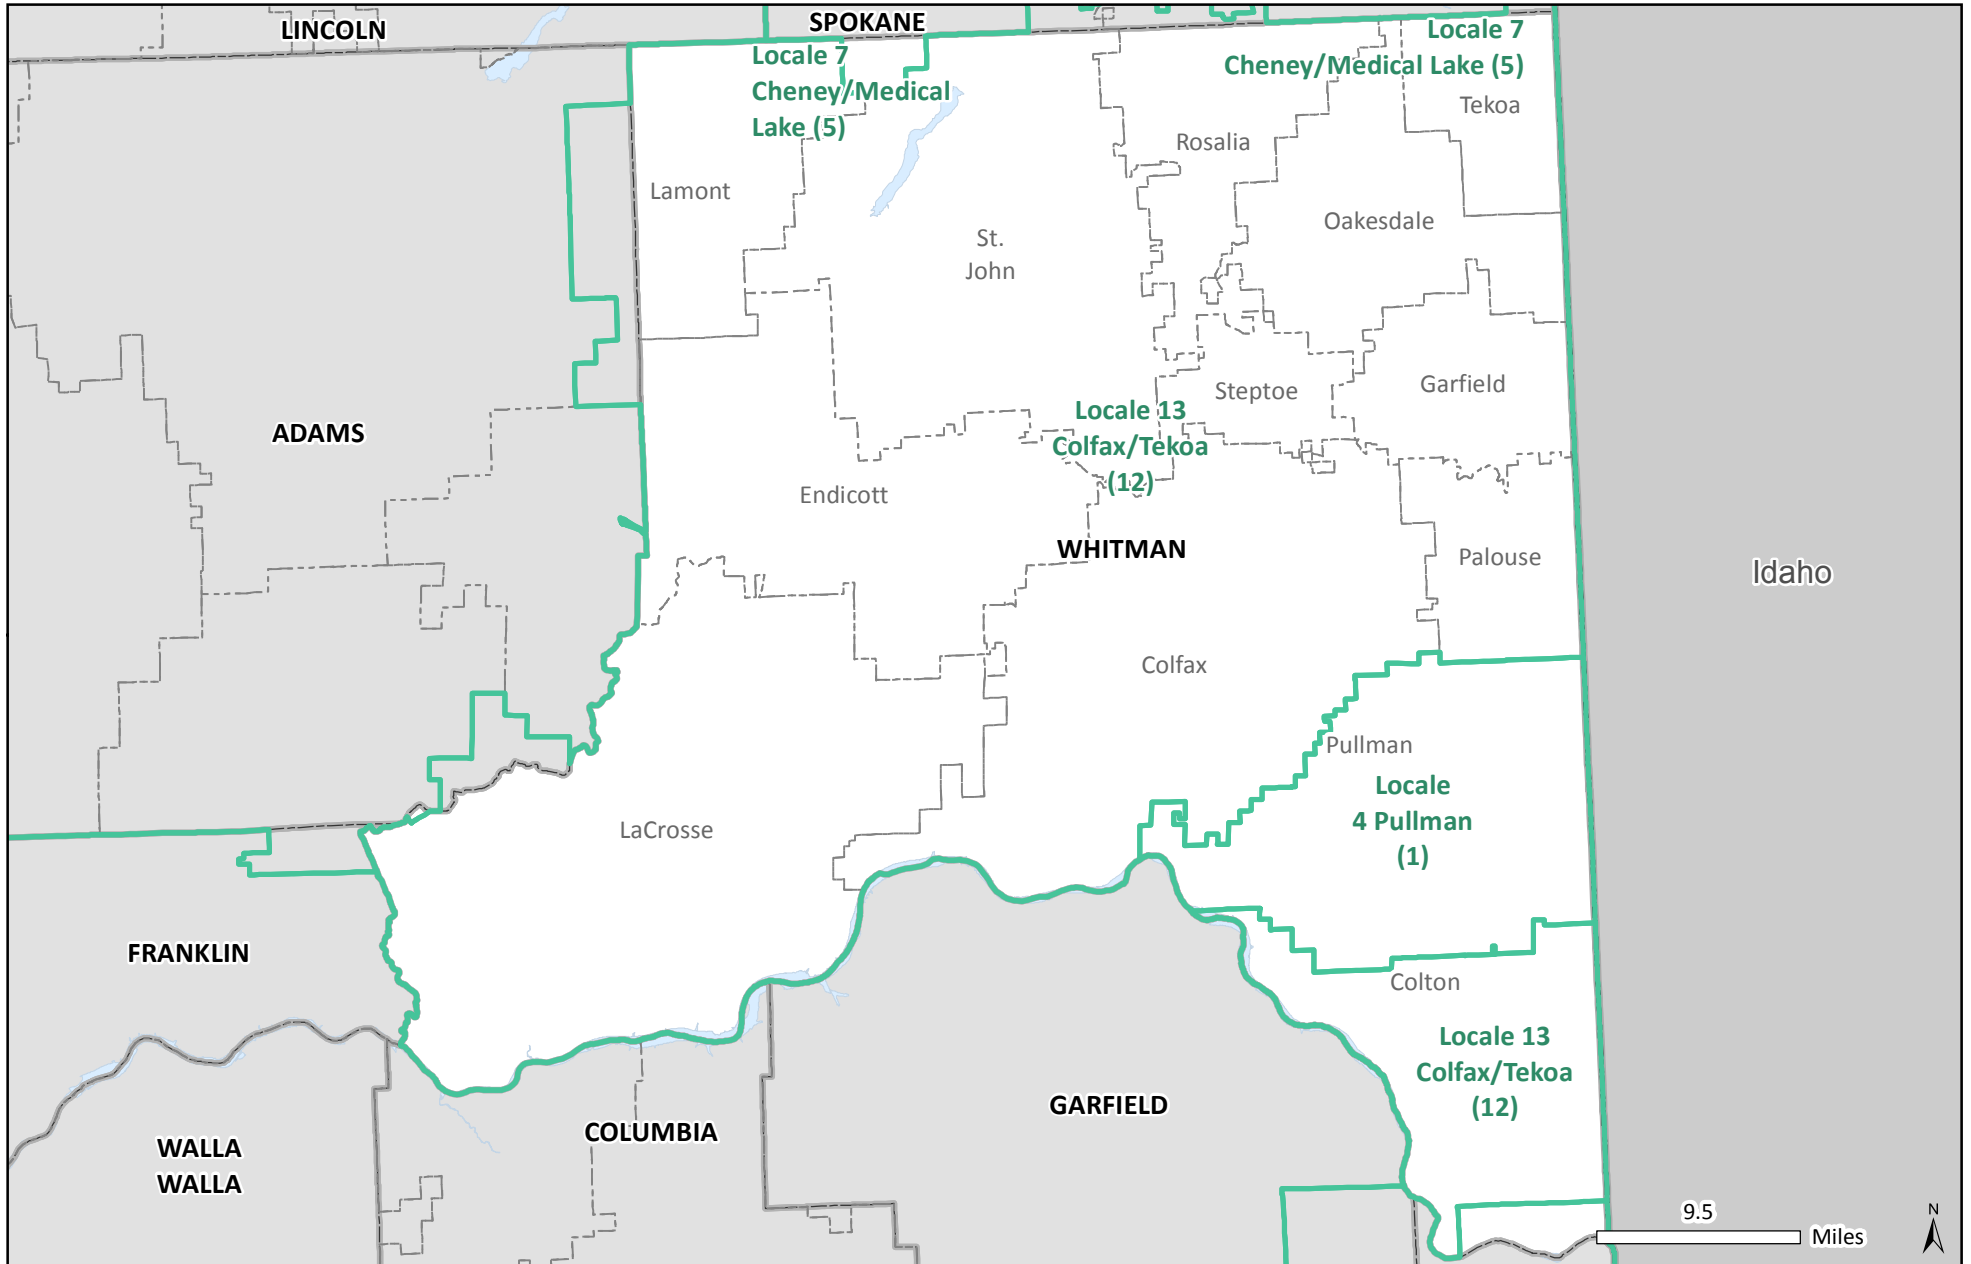 LINCOLN
SPOKANE
Locale 7
Cheney/Medical
Lake (5)
Locale 7
Cheney/Medical Lake (5)
Tekoa
Rosalia
Lamont
Oakesdale
St.
John
Steptoe
Garfield
Locale 13
Colfax/Tekoa
(12)
ADAMS
Endicott
WHITMAN
Palouse
Idaho
Colfax
Pullman
Locale
4 Pullman
(1)
LaCrosse
FRANKLIN
Colton
Locale 13
Colfax/Tekoa
(12)
GARFIELD
COLUMBIA
WALLA
WALLA
9.5
Miles
N